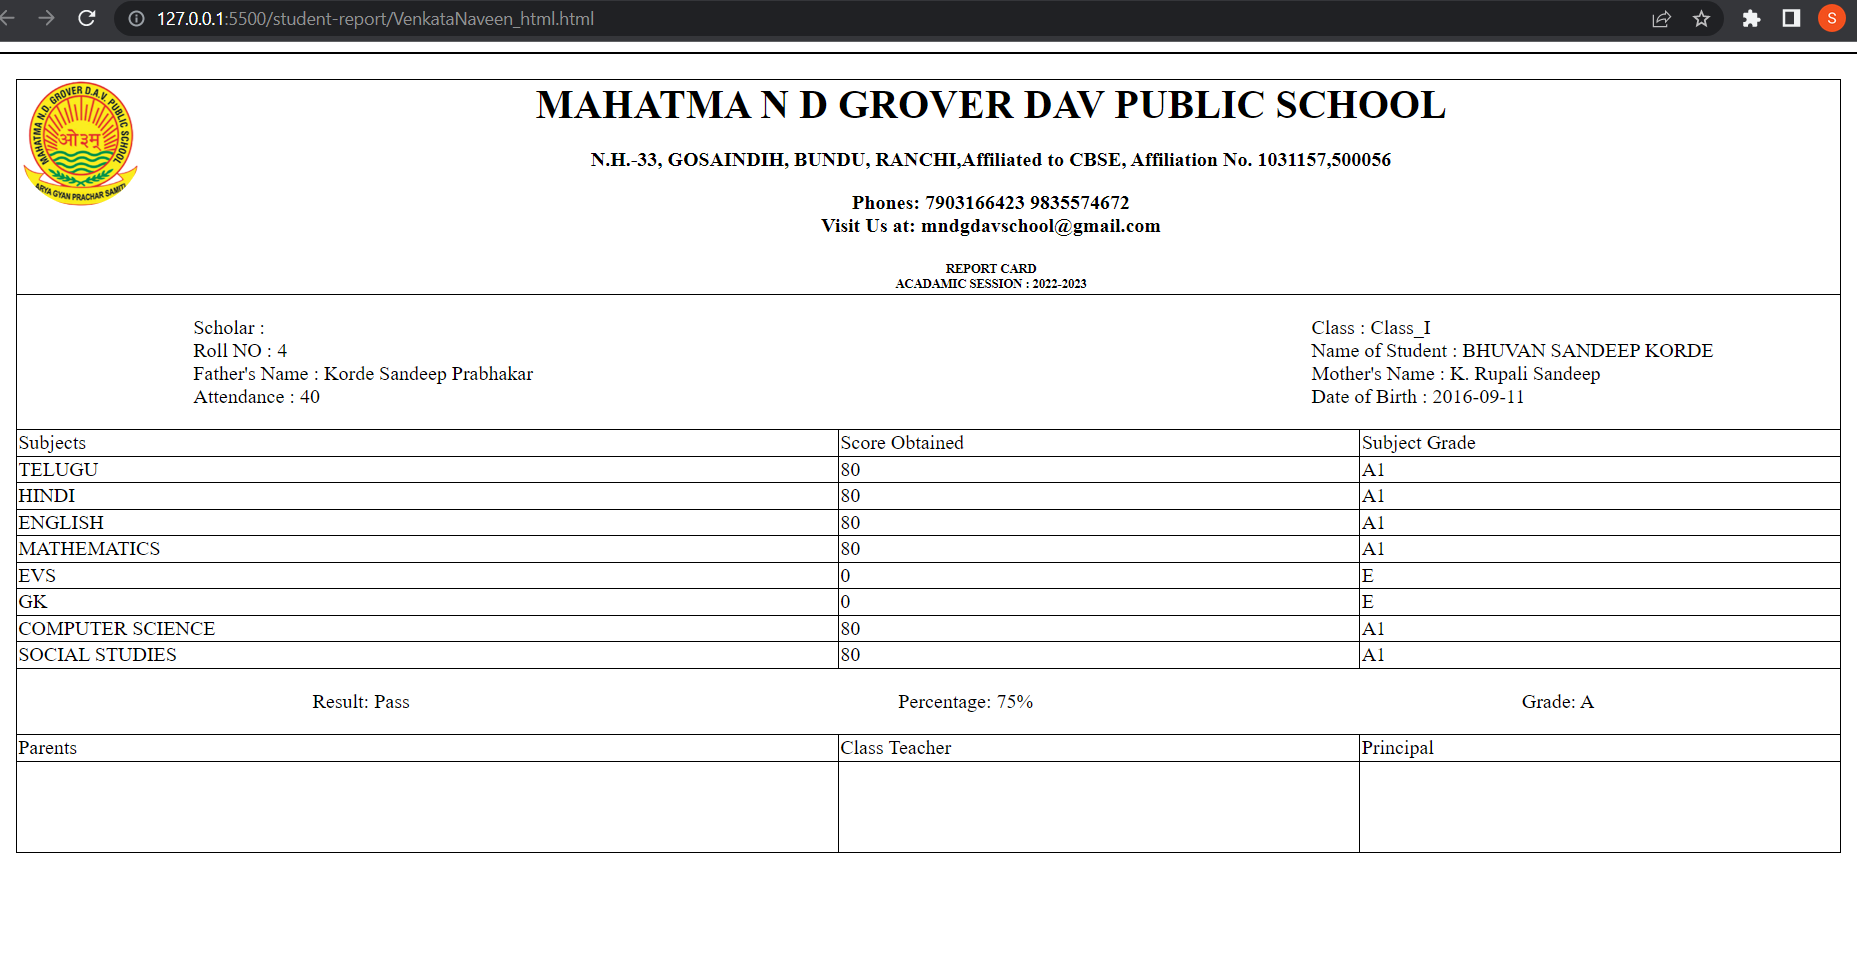 127.0.0.1:5500/student-report/VenkataNaveen_html.html
S
MAHATMA N.D. GROVER D.A.V. PUBLIC SCHOOL
ओ३म्
ARYA GYAN PRACHAR SAMITI
MAHATMA N D GROVER DAV PUBLIC SCHOOL
N.H.-33, GOSAINDIH, BUNDU, RANCHI,Affiliated to CBSE, Affiliation No. 1031157,500056
Phones: 7903166423 9835574672
Visit Us at: mndgdavschool@gmail.com
REPORT CARD
ACADAMIC SESSION : 2022-2023
Scholar :
Roll NO : 4
Father's Name : Korde Sandeep Prabhakar
Attendance : 40
Class : Class_I
Name of Student : BHUVAN SANDEEP KORDE
Mother's Name : K. Rupali Sandeep
Date of Birth : 2016-09-11
Subjects Score Obtained Subject Grade
TELUGU 80 A1
HINDI 80 A1
ENGLISH 80 A1
MATHEMATICS 80 A1
EVS 0 E
GK 0 E
COMPUTER SCIENCE 80 A1
SOCIAL STUDIES 80 A1
Result: Pass Percentage: 75% Grade: A
Parents Class Teacher Principal